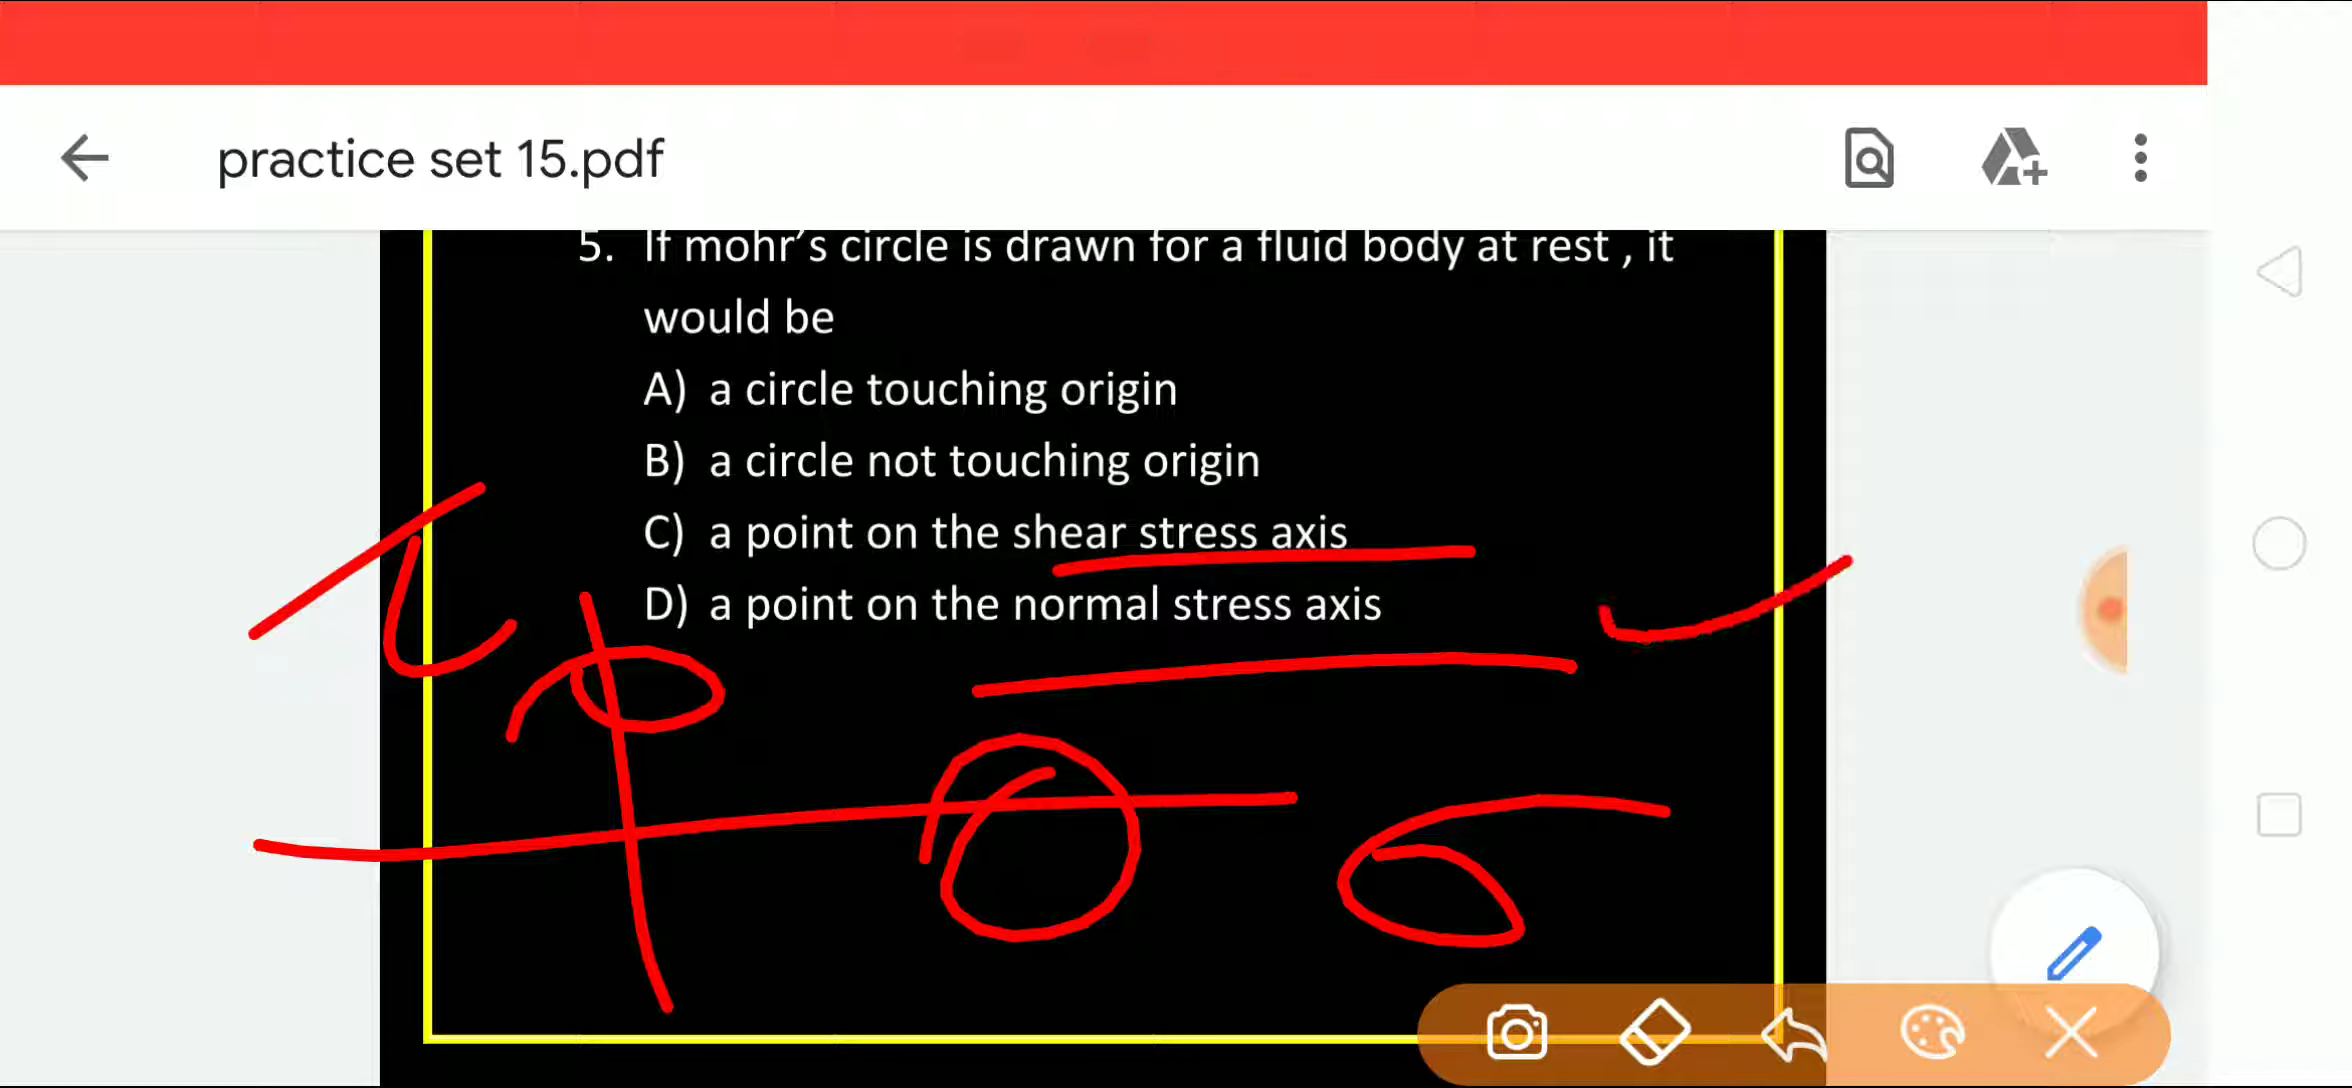 practice set 15.pdf
5. If mohr's circle is drawn for a fluid body at rest , it
would be
A) a circle touching origin
B) a circle not touching origin
C) a point on the shear stress axis
D) a point on the normal stress axis
τ
σ